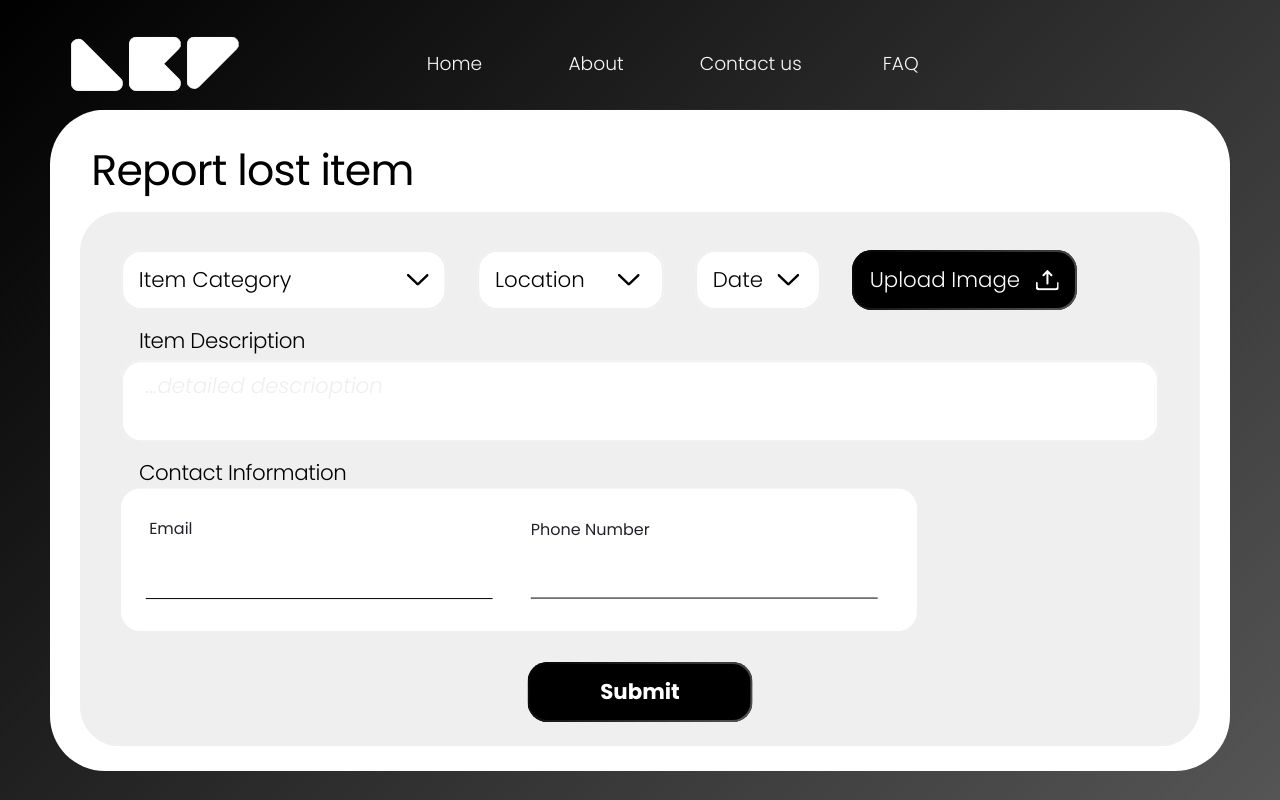 Home About Contact us FAQ
Report lost item
Item Category Location Date Upload Image
Item Description
...detailed descrioption
Contact Information
Email Phone Number
Submit